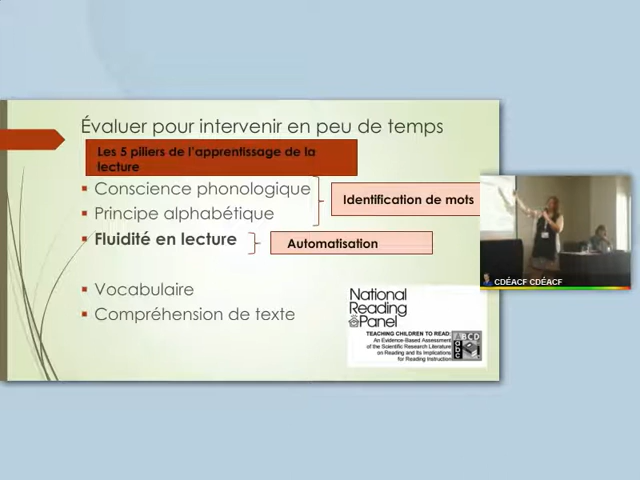 Évaluer pour intervenir en peu de temps
Les 5 piliers de l'apprentissage de la
lecture
Conscience phonologique
Principe alphabétique
Identification de mots
Fluidité en lecture
Automatisation
Vocabulaire
Compréhension de texte
National
Reading
Panel
TEACHING CHILDREN TO READ:
An Evidence-Based Assessment
of the Scientific Research Literature
on Reading and Its Implications
for Reading Instruction
CDÉACF CDÉACF